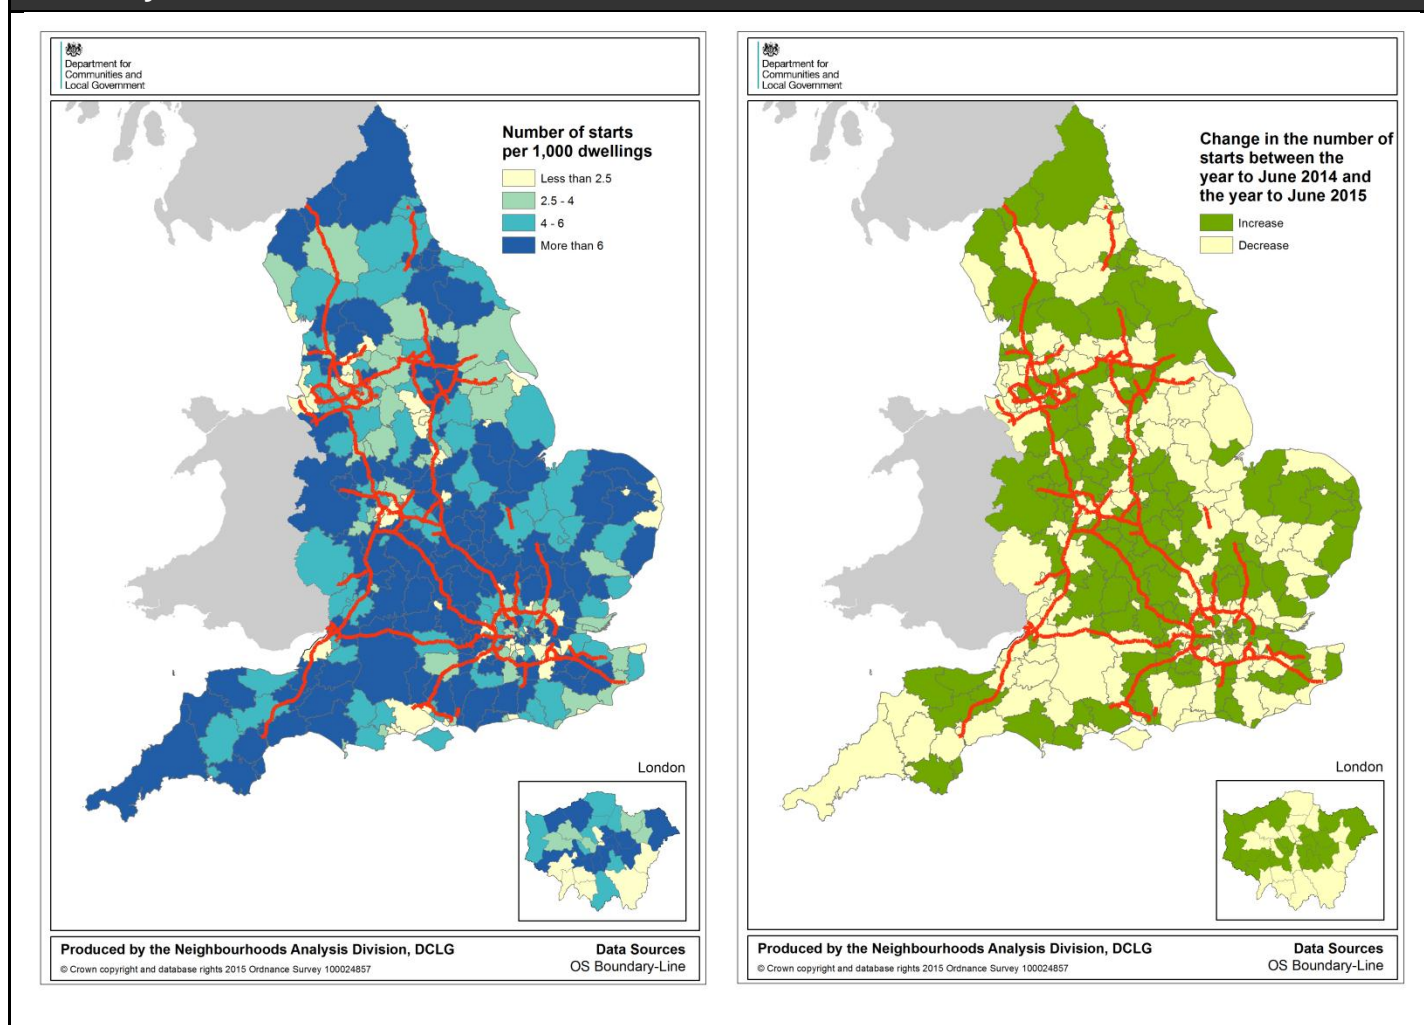 Department for
Communities and
Local Government
Number of starts
per 1,000 dwellings
Less than 2.5
2.5 - 4
4 - 6
More than 6
London
Produced by the Neighbourhoods Analysis Division, DCLG
© Crown copyright and database rights 2015 Ordnance Survey 100024857
Data Sources
OS Boundary-Line
Department for
Communities and
Local Government
Change in the number of
starts between the
year to June 2014 and
the year to June 2015
Increase
Decrease
London
Produced by the Neighbourhoods Analysis Division, DCLG
© Crown copyright and database rights 2015 Ordnance Survey 100024857
Data Sources
OS Boundary-Line